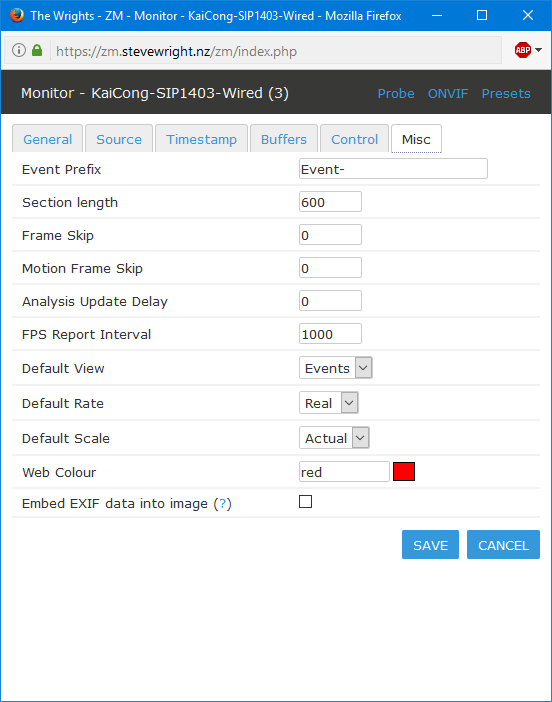 The Wrights - ZM - Monitor - KaiCong-SIP1403-Wired - Mozilla Firefox
https://zm.stevewright.nz/zm/index.php ABP
Monitor - KaiCong-SIP1403-Wired (3) Probe ONVIF Presets
General Source Timestamp Buffers Control Misc
Event Prefix Event-
Section length 600
Frame Skip 0
Motion Frame Skip 0
Analysis Update Delay 0
FPS Report Interval 1000
Default View Events
Default Rate Real
Default Scale Actual
Web Colour red
Embed EXIF data into image (?)
SAVE CANCEL